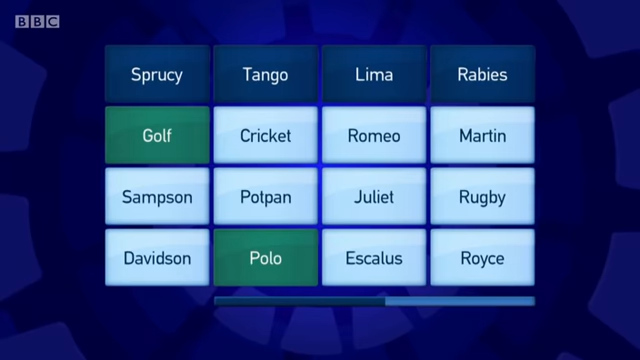 BBC
Sprucy Tango Lima Rabies
Golf Cricket Romeo Martin
Sampson Potpan Juliet Rugby
Davidson Polo Escalus Royce